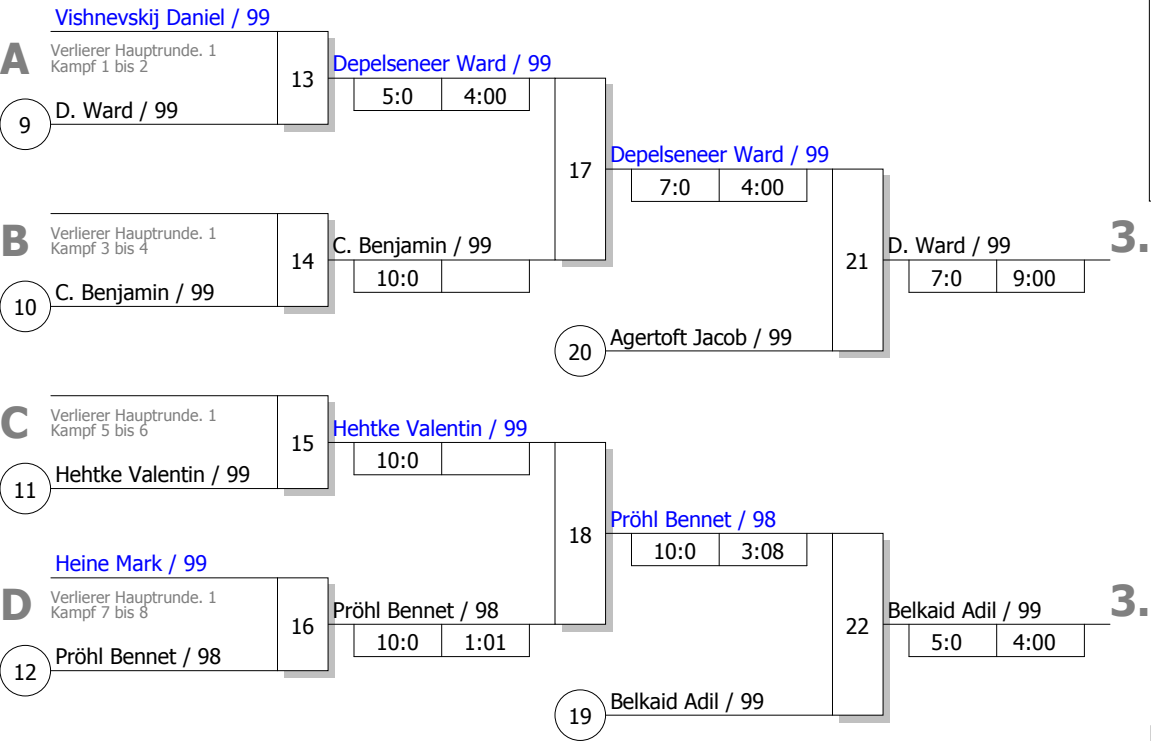 Vishnevskij Daniel / 99
A
Verlierer Hauptrunde. 1
Kampf 1 bis 2
13
9
D. Ward / 99
Depelseneer Ward / 99
5:0 4:00
17
Depelseneer Ward / 99
7:0 4:00
B
Verlierer Hauptrunde. 1
Kampf 3 bis 4
14
10
C. Benjamin / 99
C. Benjamin / 99
10:0
21
D. Ward / 99
7:0 9:00
3.
20
Agertoft Jacob / 99
C
Verlierer Hauptrunde. 1
Kampf 5 bis 6
15
11
Hehtke Valentin / 99
Hehtke Valentin / 99
10:0
18
Pröhl Bennet / 98
10:0 3:08
Heine Mark / 99
D
Verlierer Hauptrunde. 1
Kampf 7 bis 8
16
12
Pröhl Bennet / 98
Pröhl Bennet / 98
10:0 1:01
22
Belkaid Adil / 99
5:0 4:00
3.
19
Belkaid Adil / 99